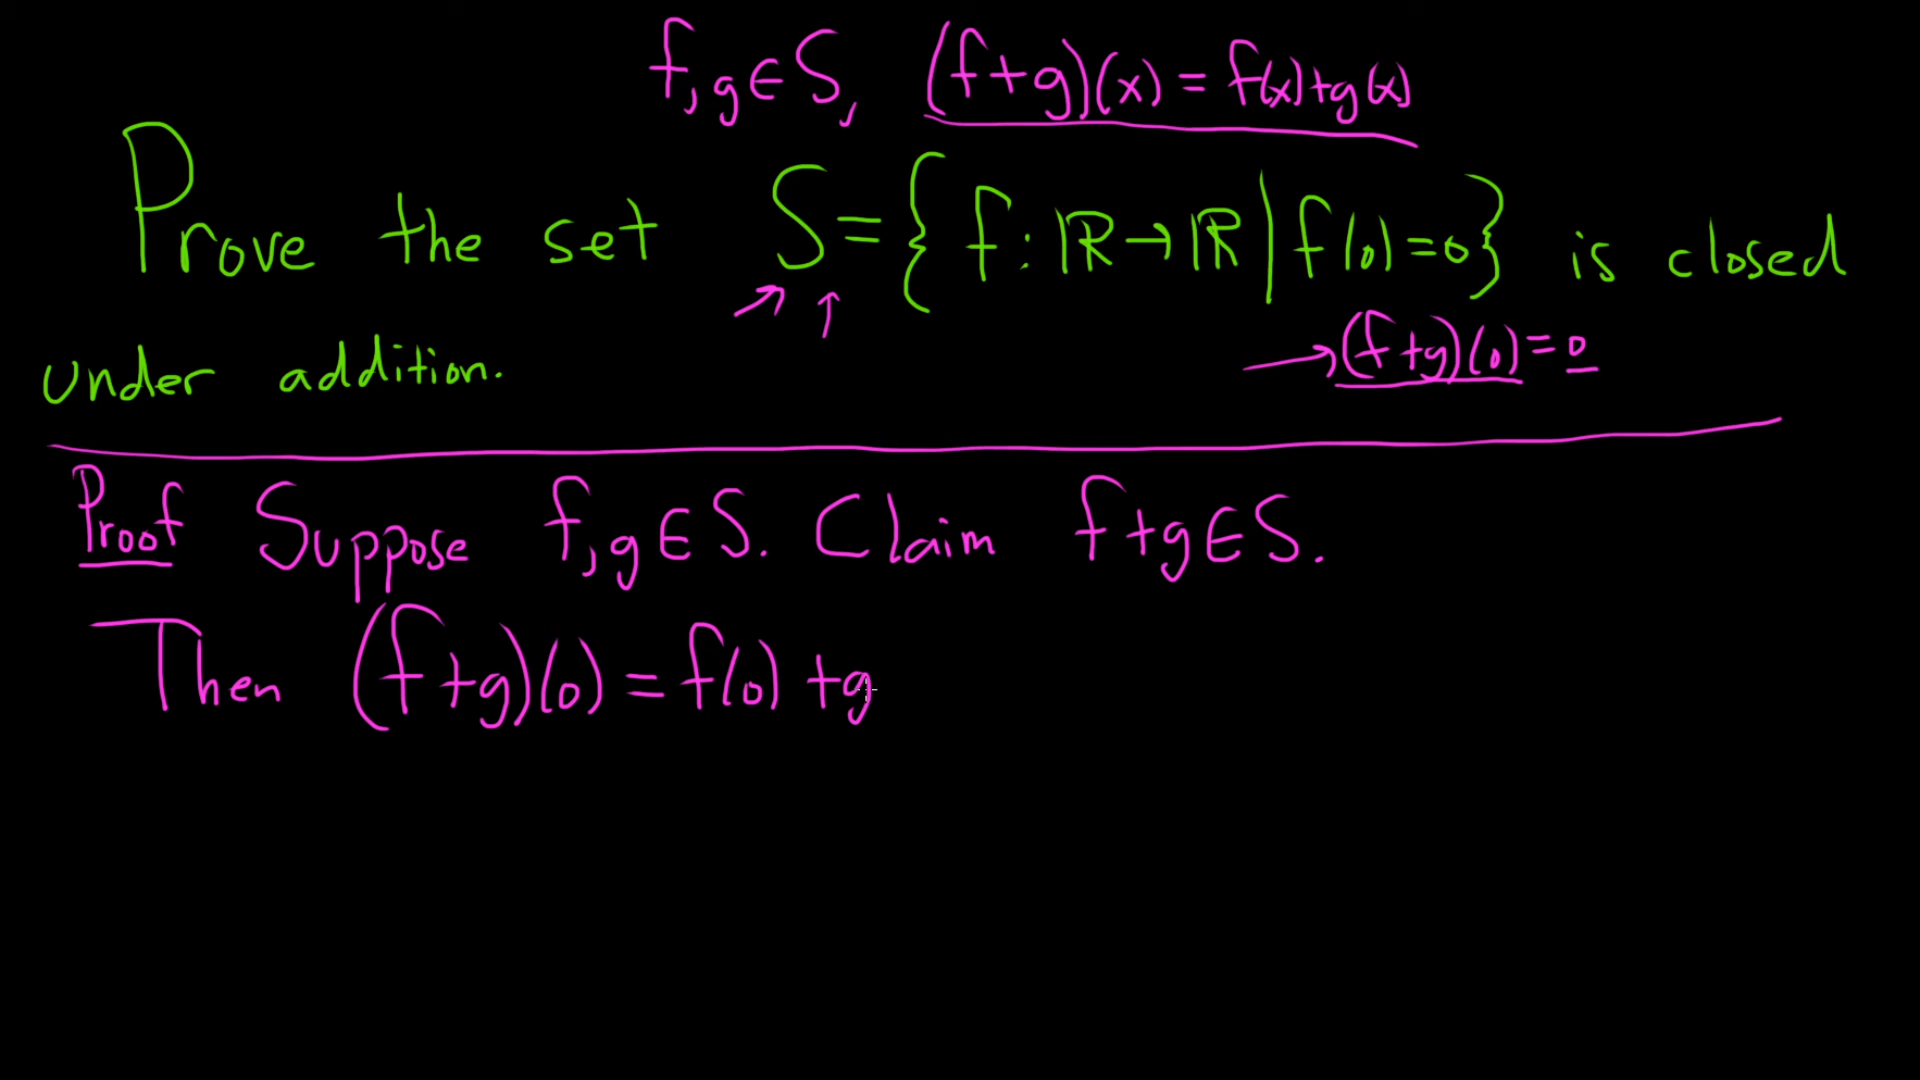 f, g ∈ S, (f+g)(x) = f(x)+g(x)
Prove the set S = { f : ℝ → ℝ | f(0) = 0 } is closed
under addition.
→ (f+g)(0) = 0
Proof Suppose f, g ∈ S. Claim f+g ∈ S.
Then (f+g)(0) = f(0) + g